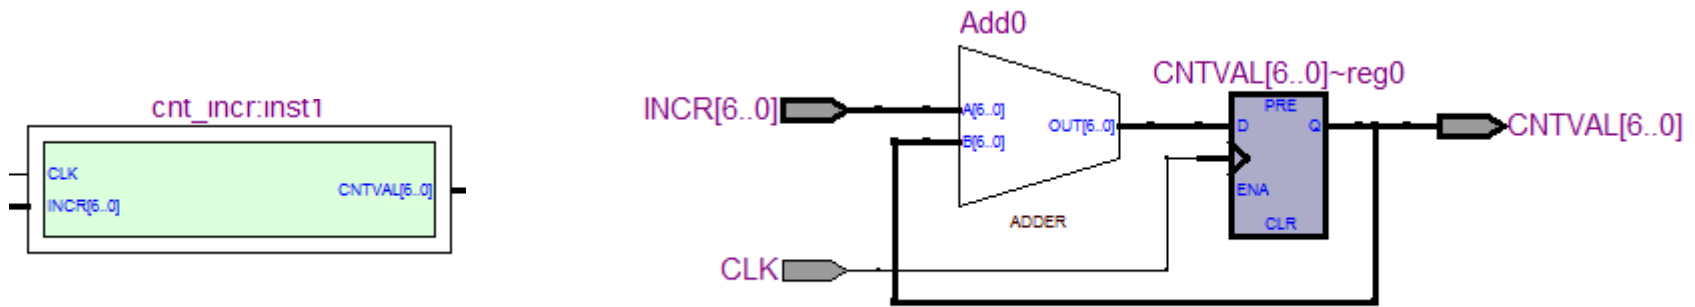 cnt_incr:inst1
CLK
INCR[6..0]
CNTVAL[6..0]
Add0
INCR[6..0]
A[6..0]
B[6..0]
OUT[6..0]
ADDER
CLK
CNTVAL[6..0]~reg0
PRE
D
Q
ENA
CLR
CNTVAL[6..0]